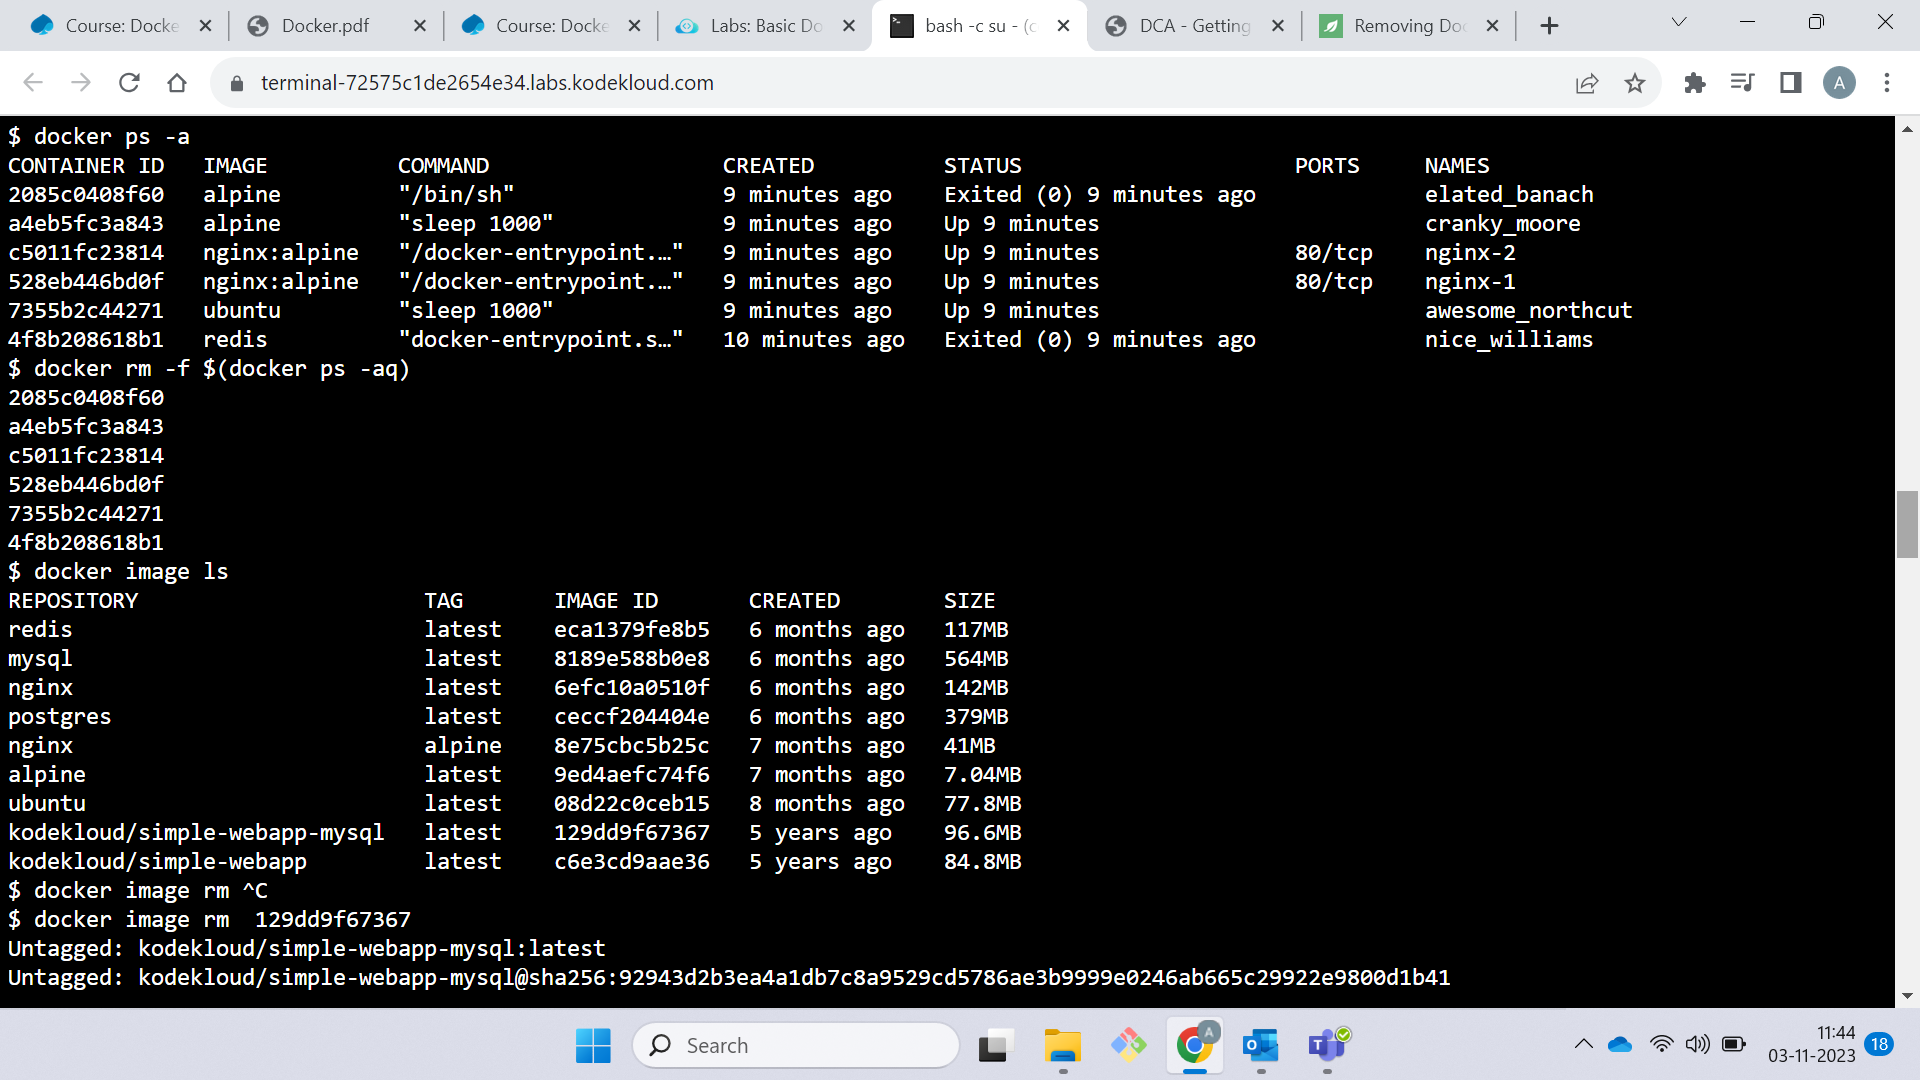 Course: Docke
Docker.pdf
Course: Docke
Labs: Basic Do
bash -c su - (c
DCA - Getting
Removing Doc
terminal-72575c1de2654e34.labs.kodekloud.com
A
$ docker ps -a
CONTAINER ID   IMAGE          COMMAND                  CREATED          STATUS                     PORTS     NAMES
2085c0408f60   alpine         "/bin/sh"                9 minutes ago    Exited (0) 9 minutes ago             elated_banach
a4eb5fc3a843   alpine         "sleep 1000"             9 minutes ago    Up 9 minutes                         cranky_moore
c5011fc23814   nginx:alpine   "/docker-entrypoint.…"   9 minutes ago    Up 9 minutes               80/tcp    nginx-2
528eb446bd0f   nginx:alpine   "/docker-entrypoint.…"   9 minutes ago    Up 9 minutes               80/tcp    nginx-1
7355b2c44271   ubuntu         "sleep 1000"             9 minutes ago    Up 9 minutes                         awesome_northcut
4f8b208618b1   redis          "docker-entrypoint.s…"   10 minutes ago   Exited (0) 9 minutes ago             nice_williams
$ docker rm -f $(docker ps -aq)
2085c0408f60
a4eb5fc3a843
c5011fc23814
528eb446bd0f
7355b2c44271
4f8b208618b1
$ docker image ls
REPOSITORY                      TAG       IMAGE ID       CREATED        SIZE
redis                           latest    eca1379fe8b5   6 months ago   117MB
mysql                           latest    8189e588b0e8   6 months ago   564MB
nginx                           latest    6efc10a0510f   6 months ago   142MB
postgres                        latest    ceccf204404e   6 months ago   379MB
nginx                           alpine    8e75cbc5b25c   7 months ago   41MB
alpine                          latest    9ed4aefc74f6   7 months ago   7.04MB
ubuntu                          latest    08d22c0ceb15   8 months ago   77.8MB
kodekloud/simple-webapp-mysql   latest    129dd9f67367   5 years ago    96.6MB
kodekloud/simple-webapp         latest    c6e3cd9aae36   5 years ago    84.8MB
$ docker image rm ^C
$ docker image rm  129dd9f67367
Untagged: kodekloud/simple-webapp-mysql:latest
Untagged: kodekloud/simple-webapp-mysql@sha256:92943d2b3ea4a1db7c8a9529cd5786ae3b9999e0246ab665c29922e9800d1b41
Search
A
11:44
03-11-2023
18